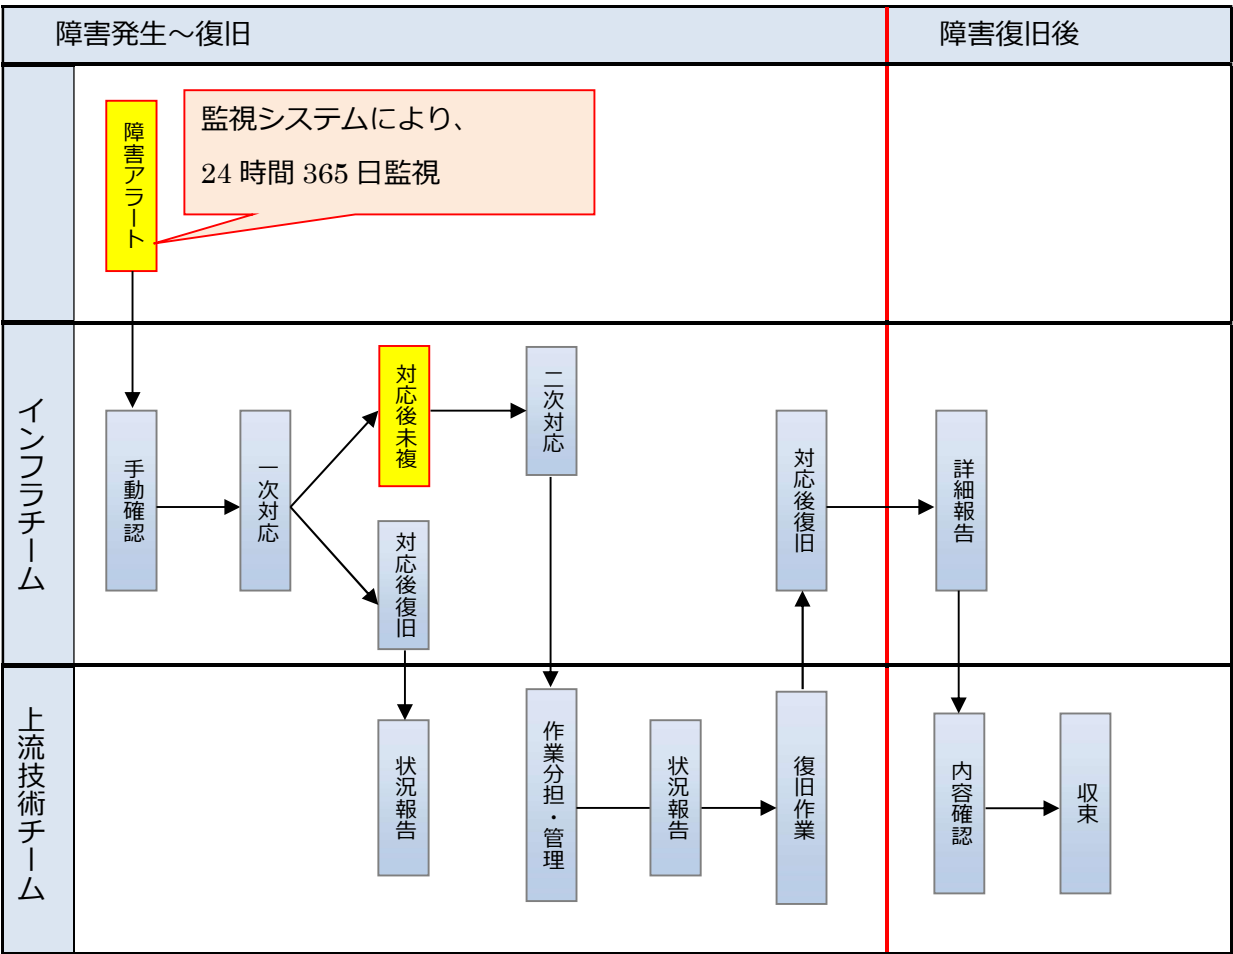 障害発生～復旧
障害復旧後
障害アラート
監視システムにより、
24 時間 365 日監視
インフラチーム
手動確認
一次対応
対応後未複
対応後復旧
二次対応
対応後復旧
詳細報告
上流技術チーム
状況報告
作業分担・管理
状況報告
復旧作業
内容確認
収束